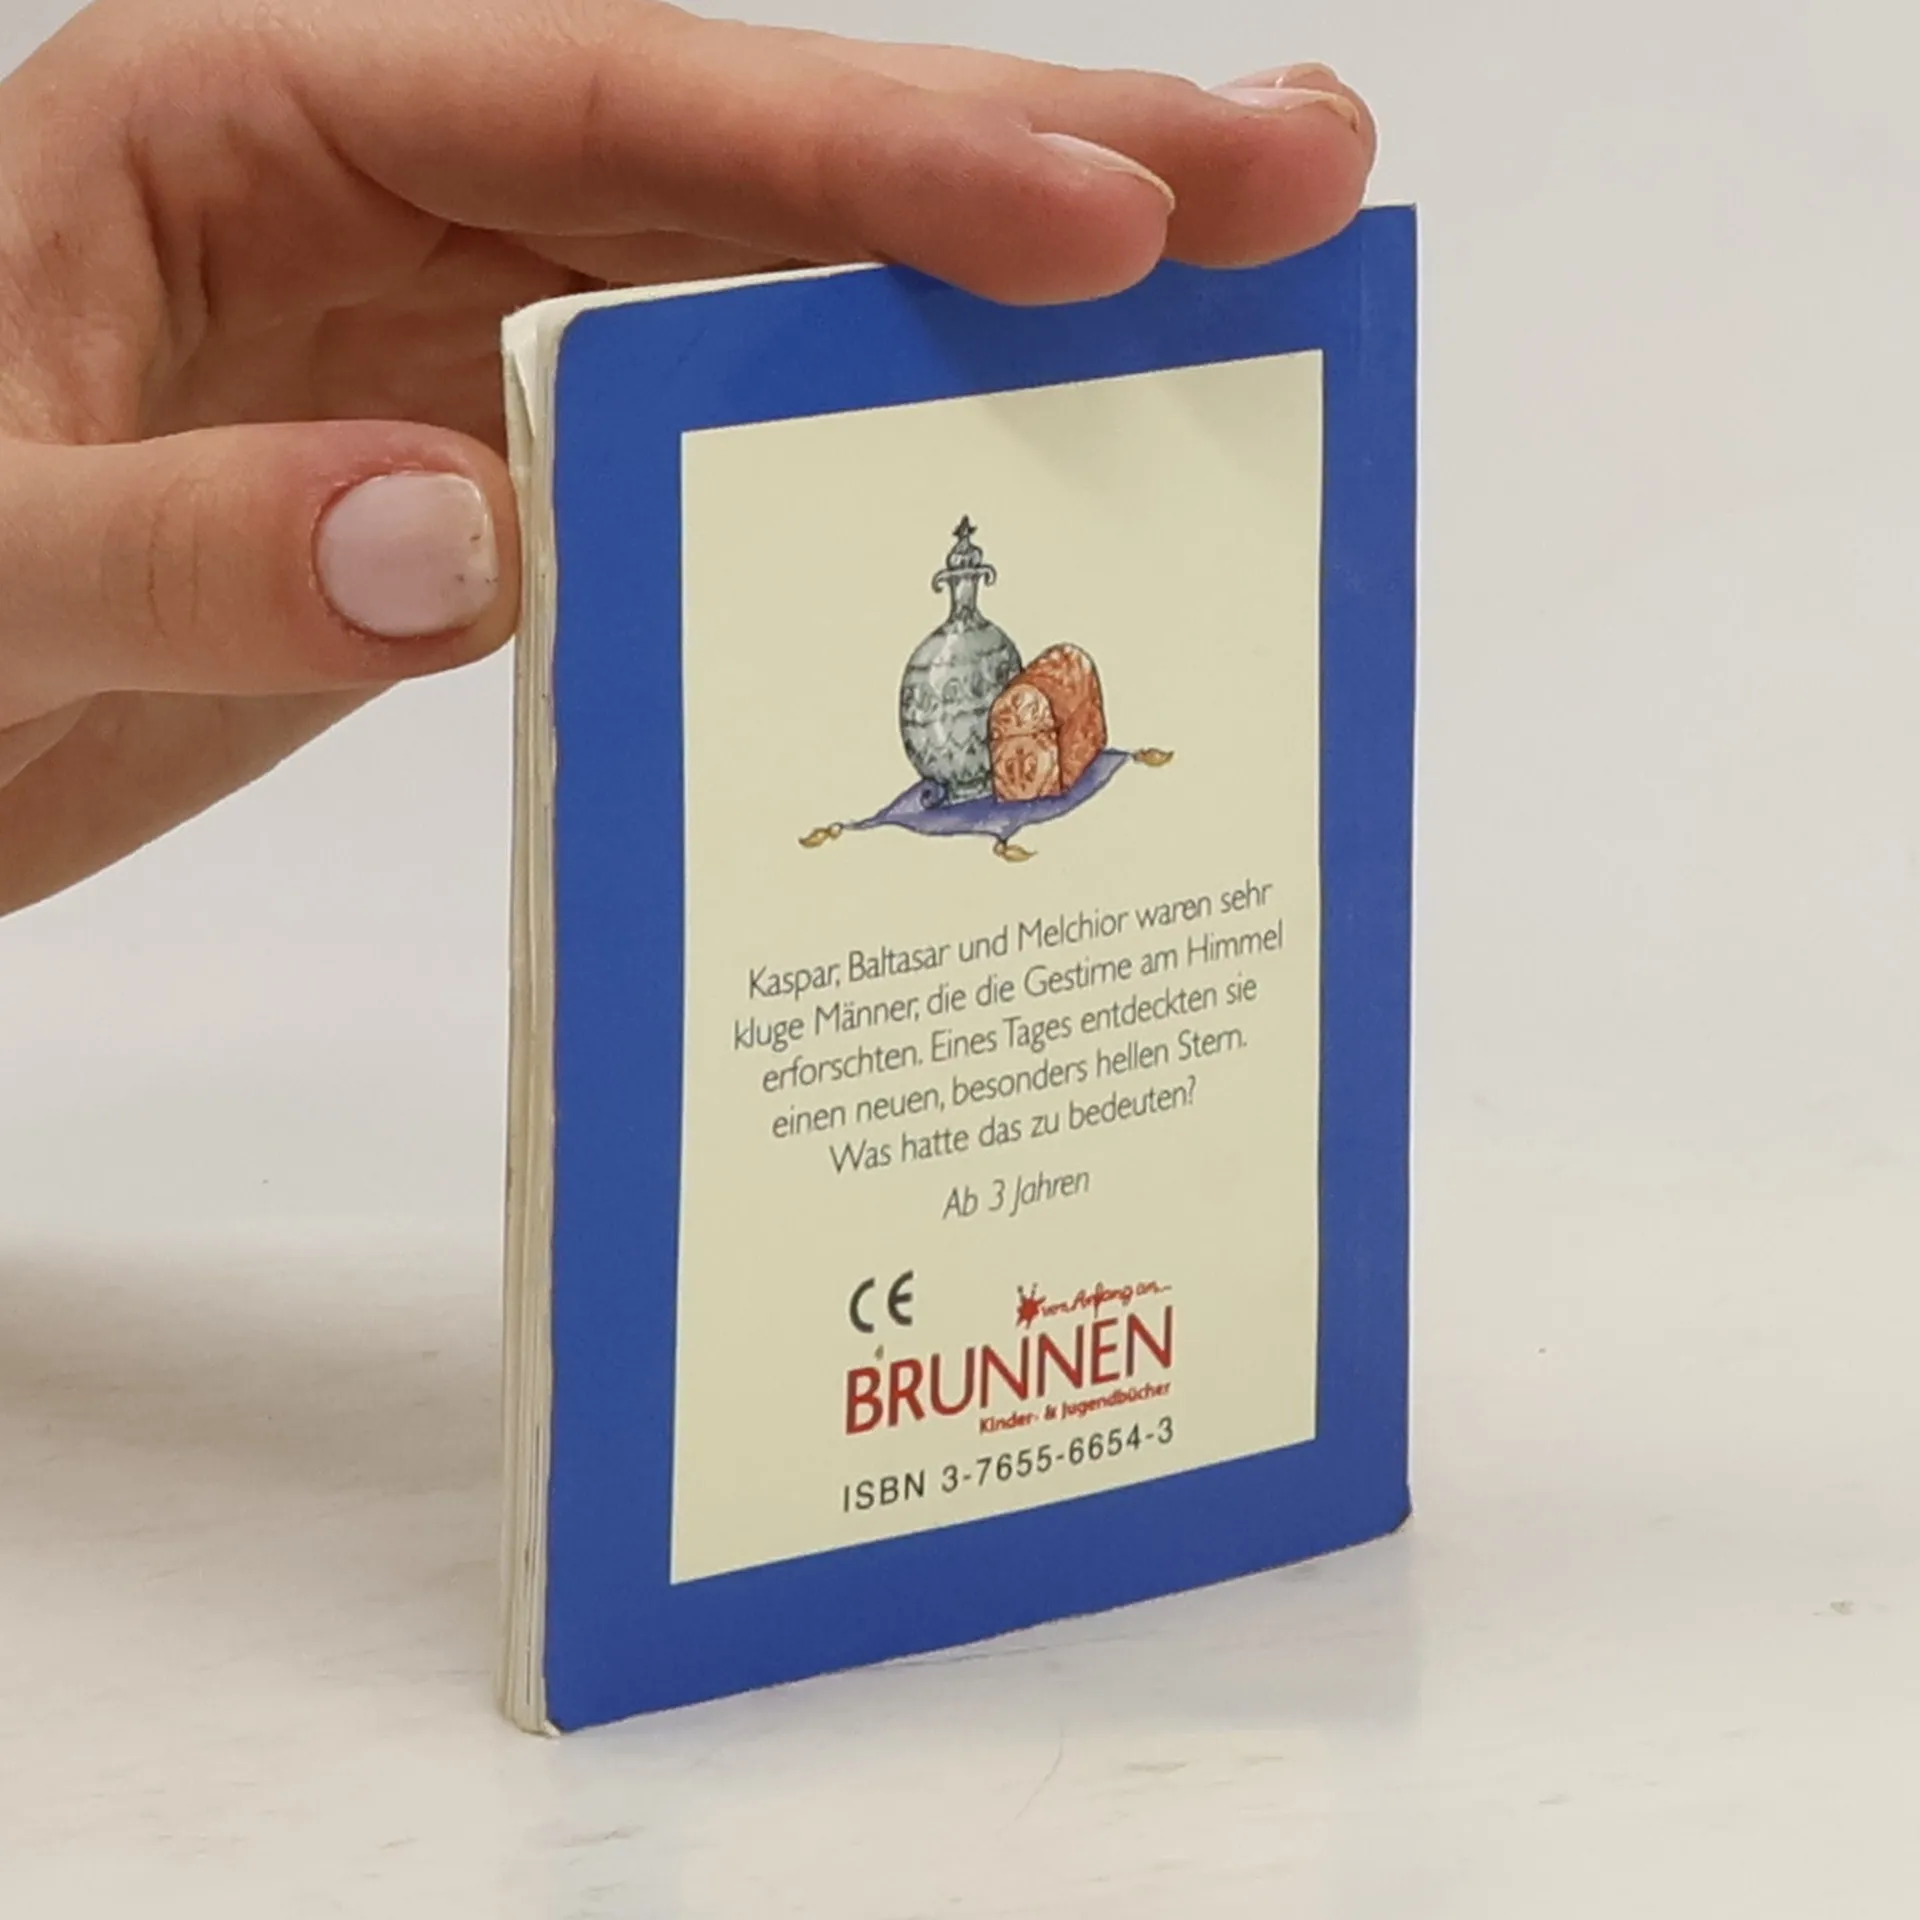 Kaspar, Baltasar und Melchior waren sehr
kluge Männer, die die Gestirne am Himmel
erforschten. Eines Tages entdeckten sie
einen neuen, besonders hellen Stern.
Was hatte das zu bedeuten?
Ab 3 Jahren
CE
von Anfang an...
BRUNNEN
Kinder- & Jugendbücher
ISBN 3-7655-6654-3